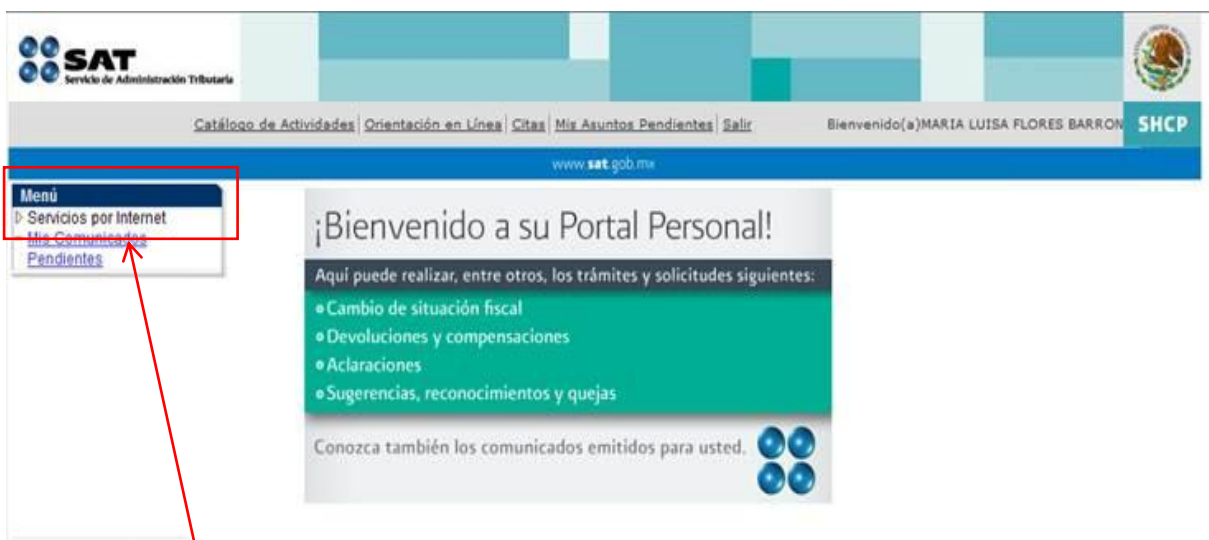 SAT
Servicio de Administración Tributaria
Catálogo de Actividades| Orientación en Línea| Citas| Mis Asuntos Pendientes| Salir
Bienvenido(a)MARIA LUISA FLORES BARRON
SHCP
www.sat.gob.mx
Menú
Servicios por Internet
Mis Comunicados
Pendientes
¡Bienvenido a su Portal Personal!
Aquí puede realizar, entre otros, los trámites y solicitudes siguientes:
Cambio de situación fiscal
Devoluciones y compensaciones
Aclaraciones
Sugerencias, reconocimientos y quejas
Conozca también los comunicados emitidos para usted.